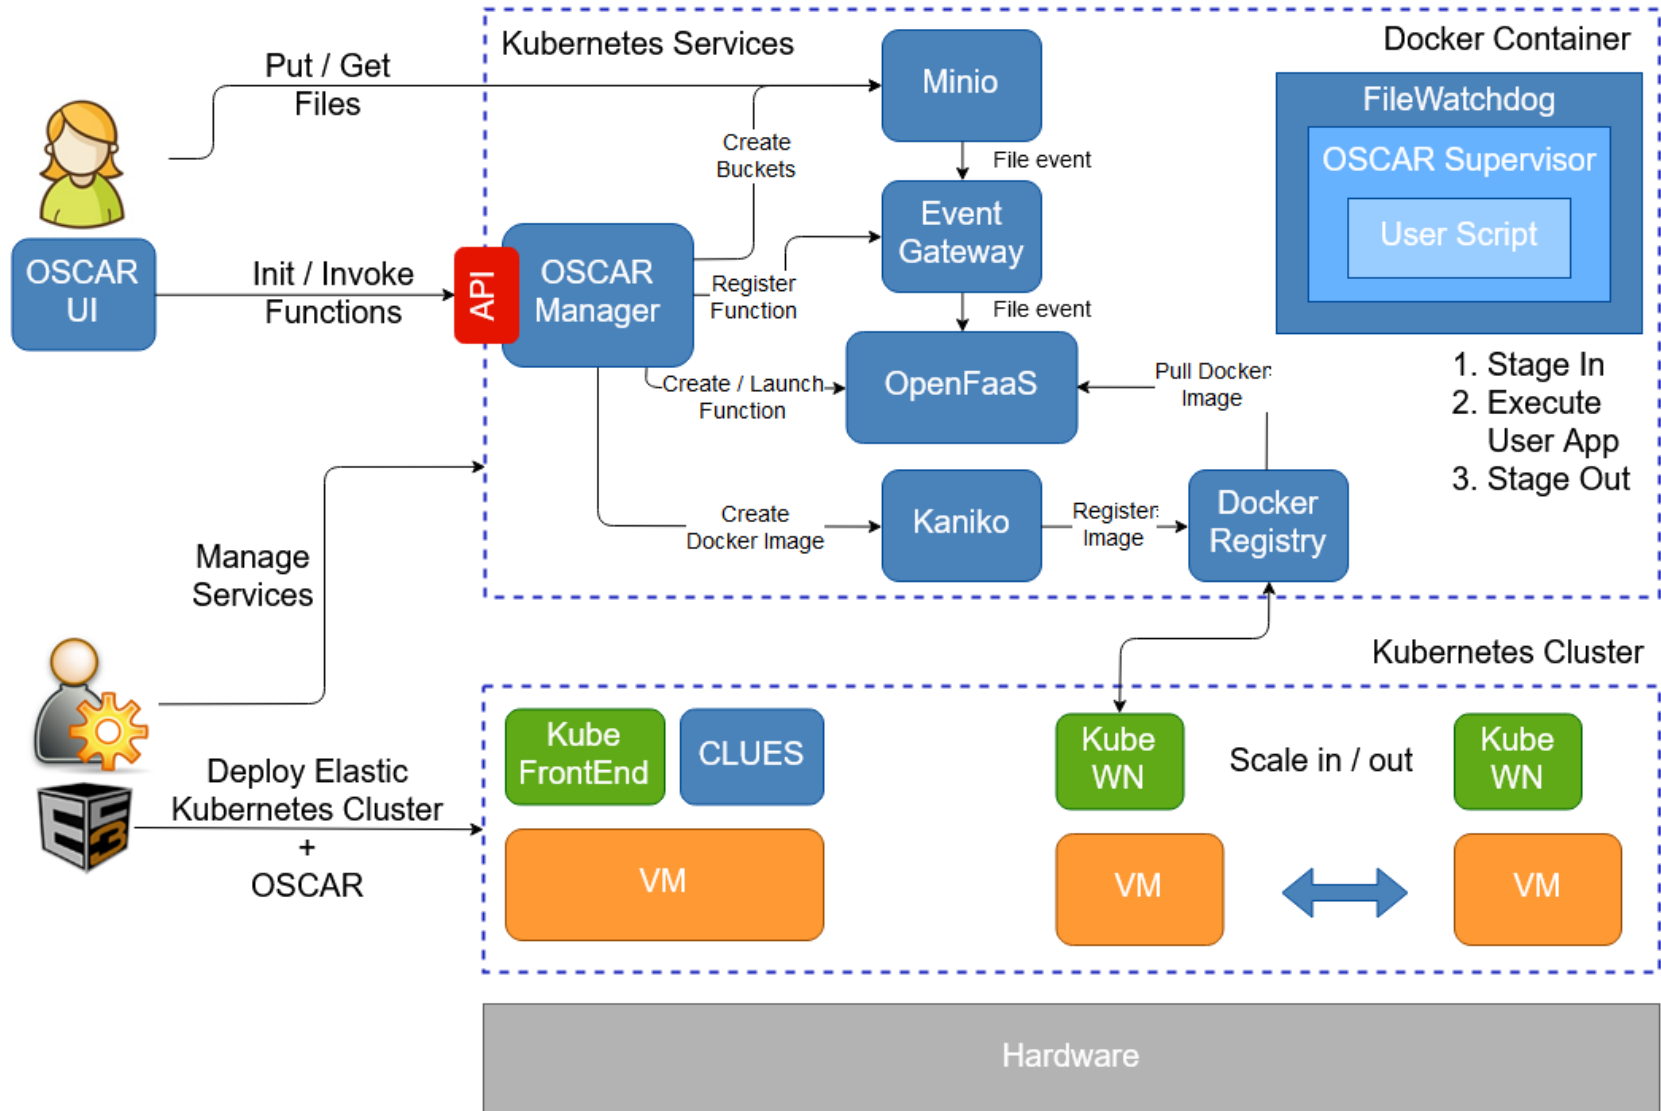 Kubernetes Services
Docker Container
Put / Get
Files
Minio
FileWatchdog
OSCAR Supervisor
User Script
Create
Buckets
File event
Event
Gateway
OSCAR
UI
Init / Invoke
Functions
API
OSCAR
Manager
Register
Function
File event
Create / Launch
Function
OpenFaaS
Pull Docker
Image
1. Stage In
2. Execute
User App
3. Stage Out
Create
Docker Image
Kaniko
Register
Image
Docker
Registry
Manage
Services
Kubernetes Cluster
Kube
FrontEnd
CLUES
Kube
WN
Scale in / out
Kube
WN
Deploy Elastic
Kubernetes Cluster
+
OSCAR
EC3
VM
VM
VM
Hardware